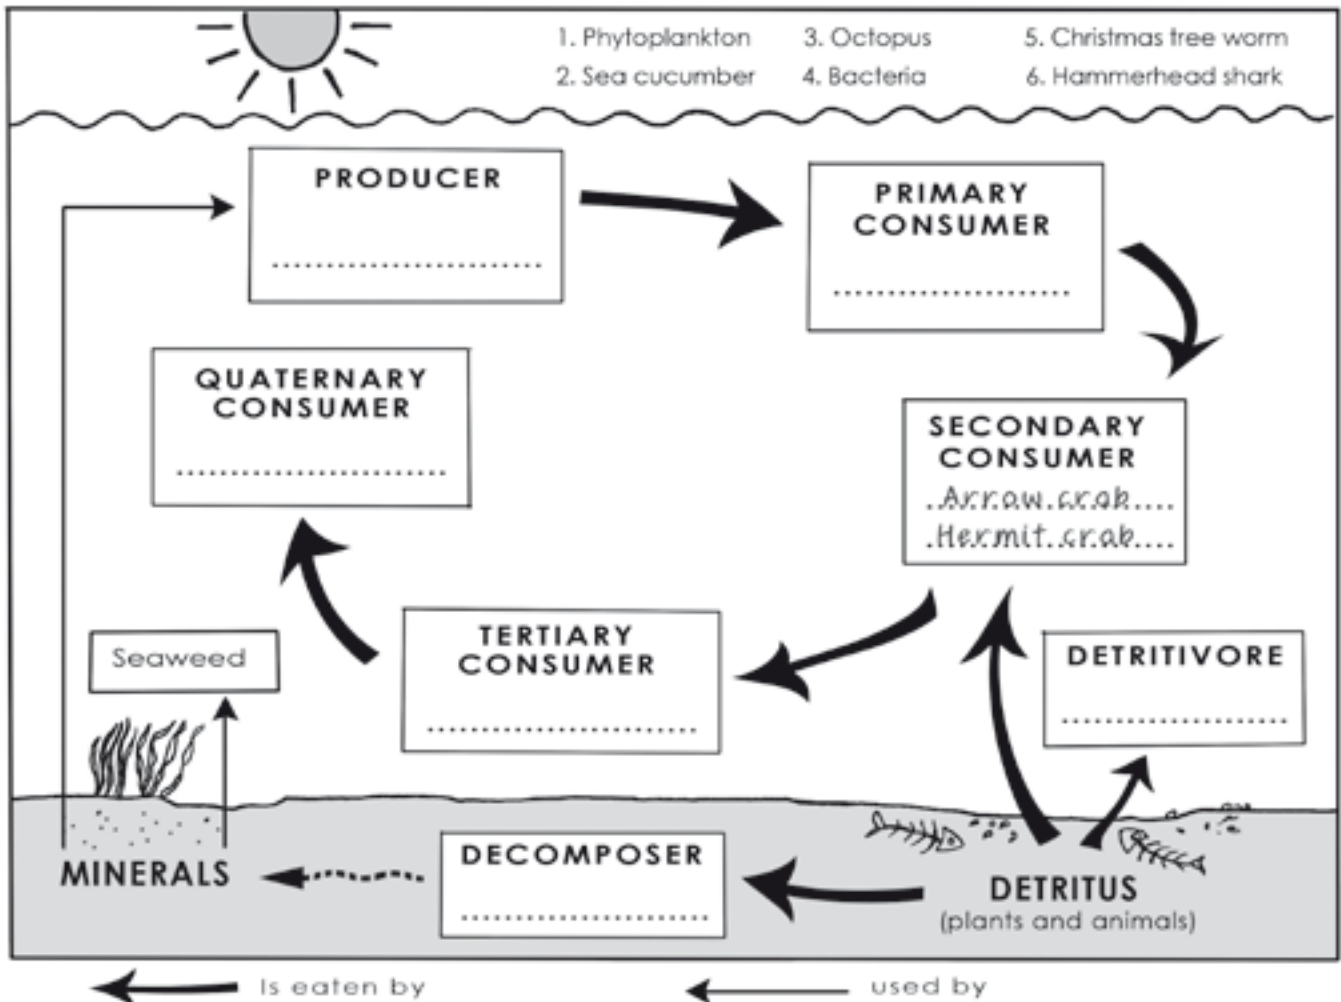 1. Phytoplankton 3. Octopus 5. Christmas tree worm
2. Sea cucumber 4. Bacteria 6. Hammerhead shark
PRODUCER
PRIMARY
CONSUMER
QUATERNARY
CONSUMER
SECONDARY
CONSUMER
Arrow crab
Hermit crab
TERTIARY
CONSUMER
Seaweed
DETRITIVORE
DECOMPOSER
MINERALS
DETRITUS
(plants and animals)
Is eaten by
used by